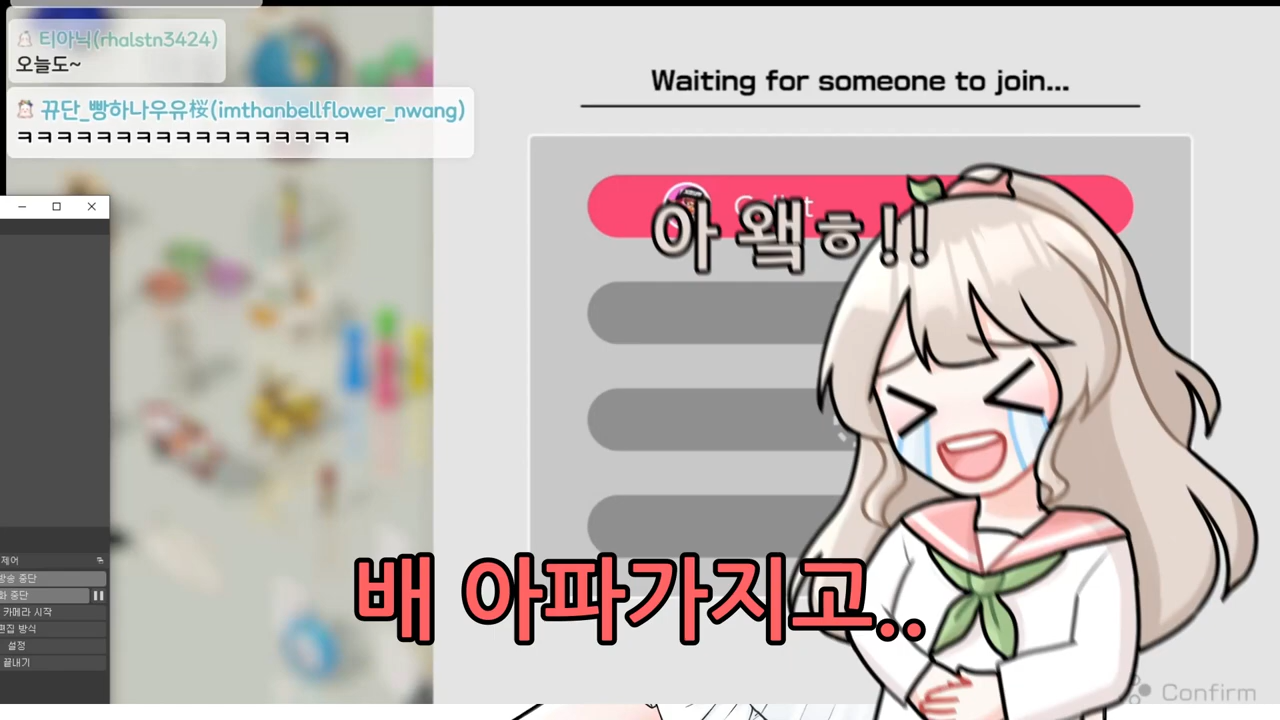 티아닉(rhalstn3424)
오늘도~
뀨단_빵하나우유桜(imthanbellflower_nwang)
ㅋㅋㅋㅋㅋㅋㅋㅋㅋㅋㅋㅋㅋㅋㅋㅋㅋ
Waiting for someone to join...
아 왝ㅎ!!
제어
방송 중단
화 중단
카메라 시작
편집 방식
설정
끝내기
배 아파가지고..
Confirm